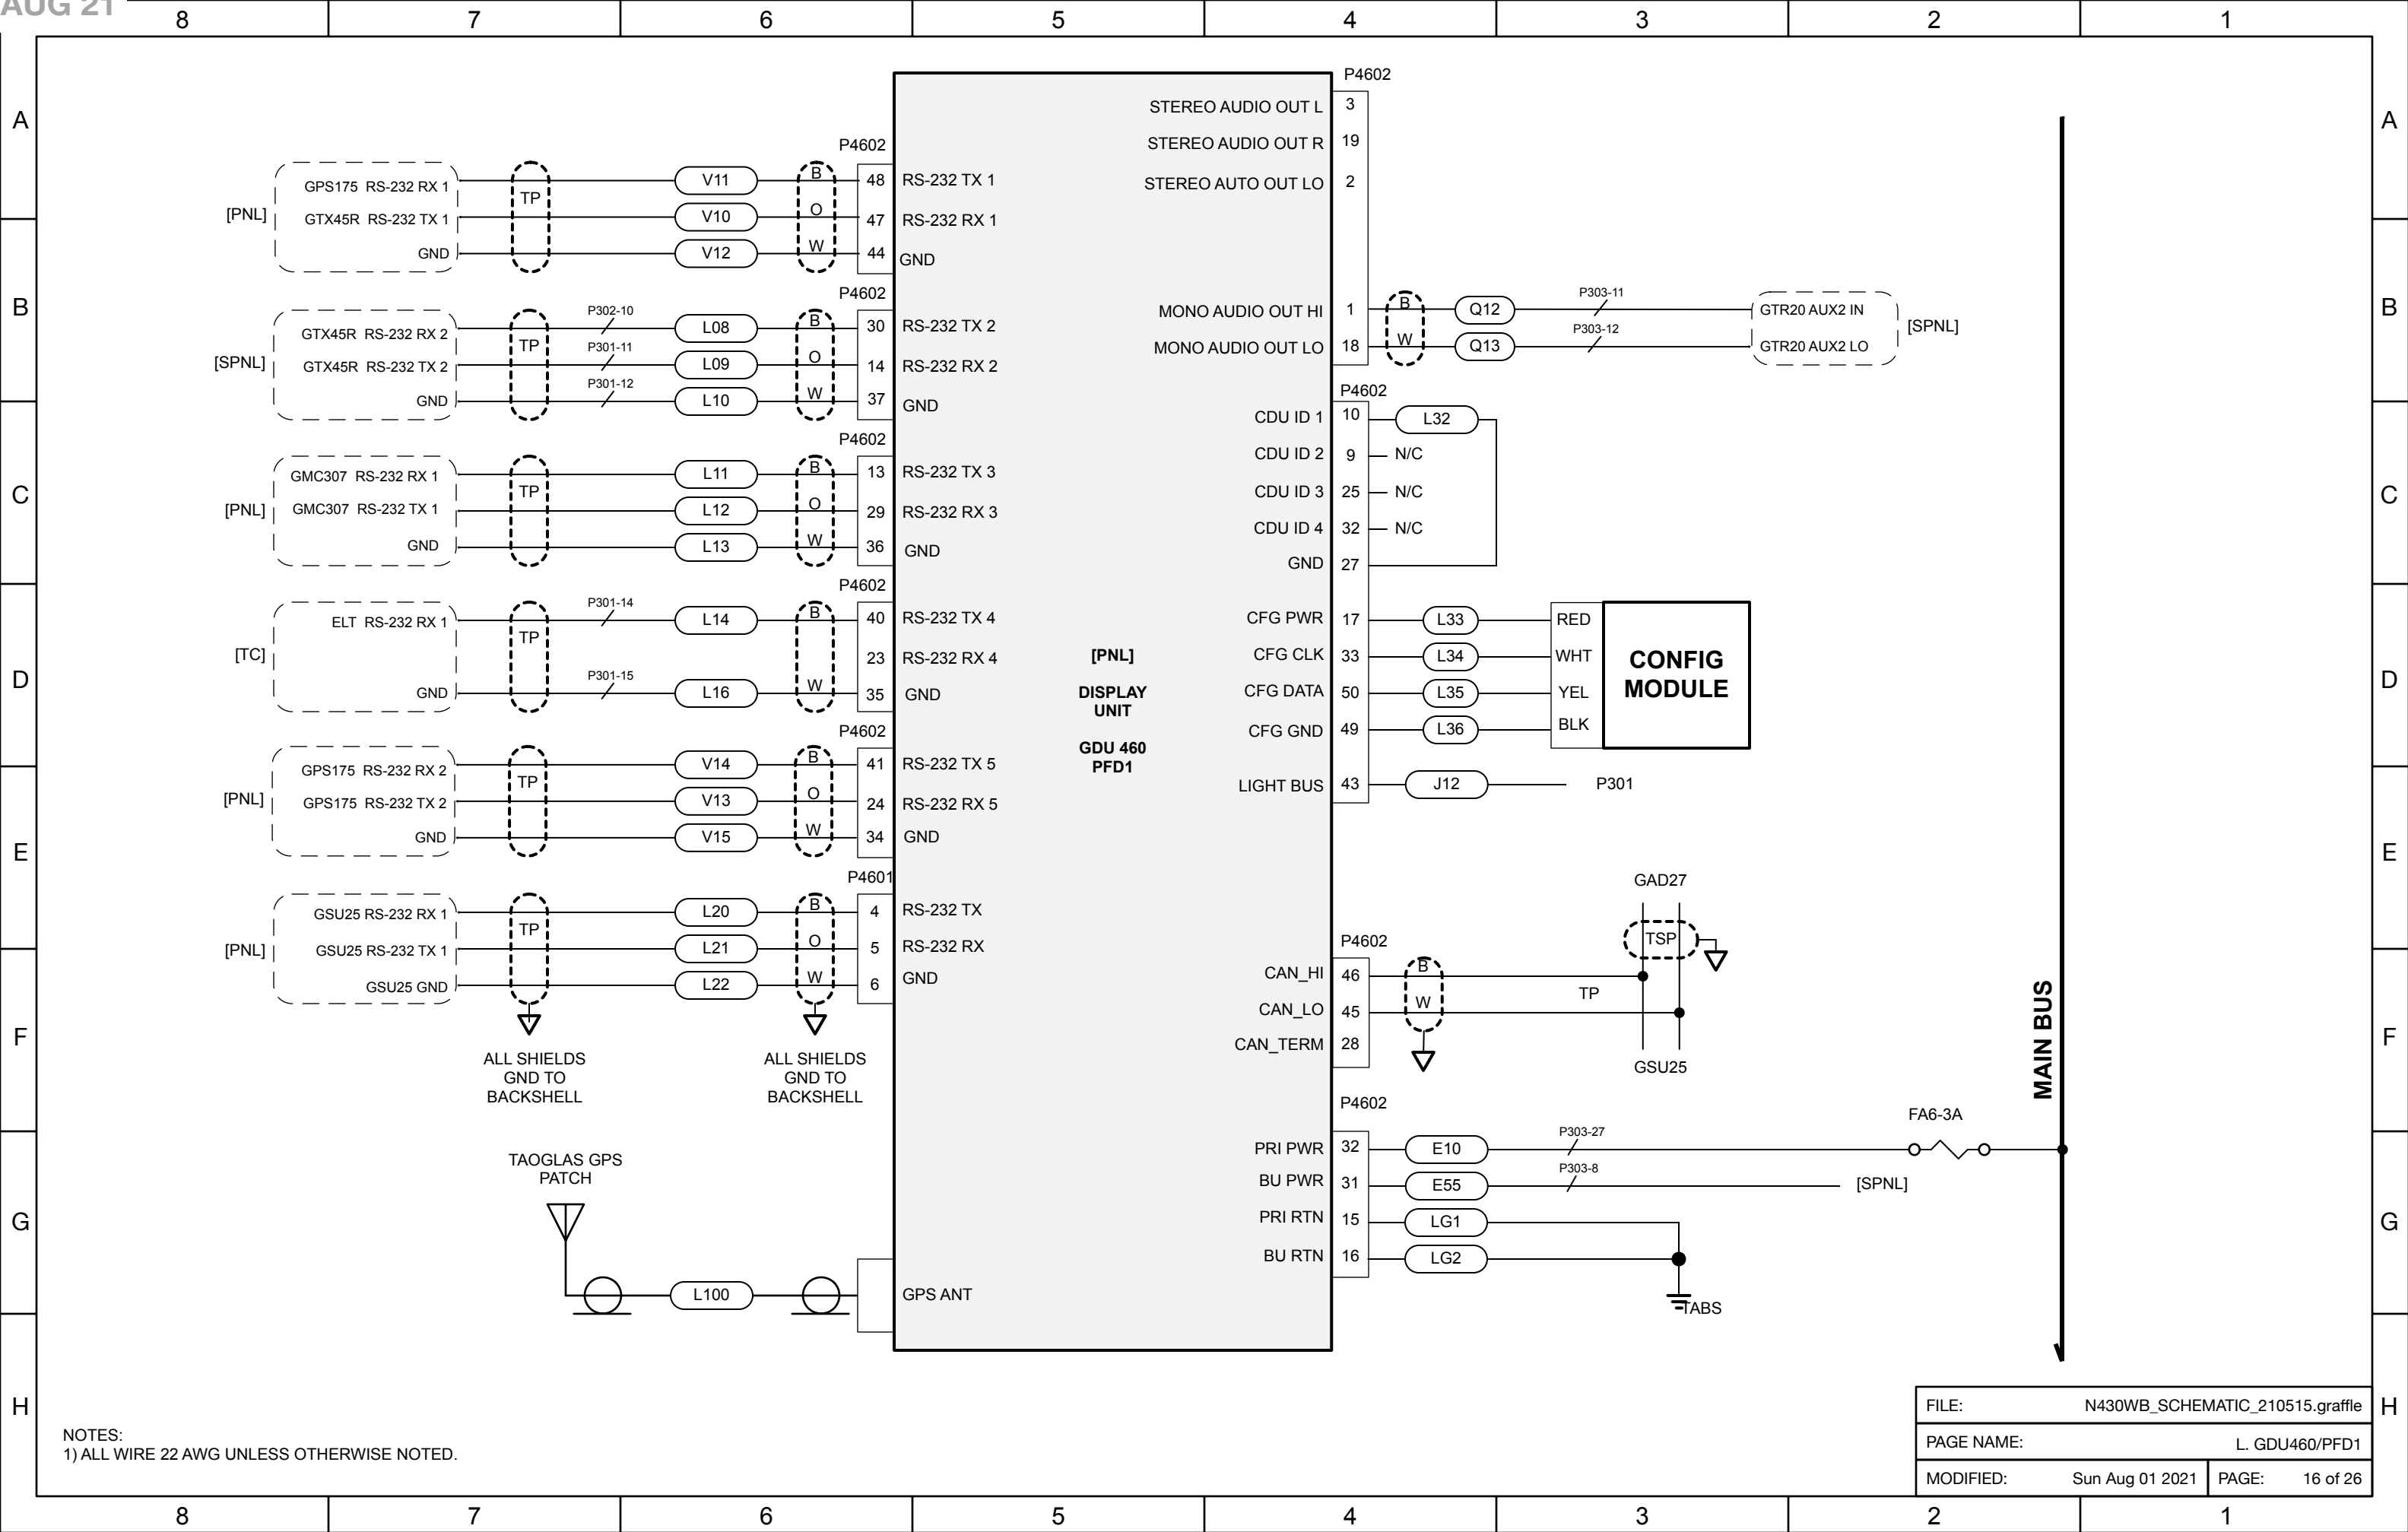 AUG 21
8 7 6 5 4 3 2 1
A
B
C
D
E
F
G
H
A
B
C
D
E
F
G
H
P4602
[PNL]
GPS175 RS-232 RX 1
TP
V11
B
48
RS-232 TX 1
GTX45R RS-232 TX 1
V10
O
47
RS-232 RX 1
GND
V12
W
44
GND
P4602
[SPNL]
GTX45R RS-232 RX 2
TP
P302-10
L08
B
30
RS-232 TX 2
GTX45R RS-232 TX 2
P301-11
L09
O
14
RS-232 RX 2
GND
P301-12
L10
W
37
GND
P4602
[PNL]
GMC307 RS-232 RX 1
TP
L11
B
13
RS-232 TX 3
GMC307 RS-232 TX 1
L12
O
29
RS-232 RX 3
GND
L13
W
36
GND
P4602
[TC]
ELT RS-232 RX 1
TP
P301-14
L14
B
40
RS-232 TX 4
23
RS-232 RX 4
GND
P301-15
L16
W
35
GND
P4602
[PNL]
GPS175 RS-232 RX 2
TP
V14
B
41
RS-232 TX 5
GPS175 RS-232 TX 2
V13
O
24
RS-232 RX 5
GND
V15
W
34
GND
P4601
[PNL]
GSU25 RS-232 RX 1
TP
L20
B
4
RS-232 TX
GSU25 RS-232 TX 1
L21
O
5
RS-232 RX
GSU25 GND
L22
W
6
GND
ALL SHIELDS
GND TO
BACKSHELL
ALL SHIELDS
GND TO
BACKSHELL
TAOGLAS GPS
PATCH
L100
GPS ANT
[PNL]
DISPLAY
UNIT
GDU 460
PFD1
P4602
STEREO AUDIO OUT L
3
STEREO AUDIO OUT R
19
STEREO AUTO OUT LO
2
MONO AUDIO OUT HI
1
B
Q12
P303-11
GTR20 AUX2 IN
MONO AUDIO OUT LO
18
W
Q13
P303-12
GTR20 AUX2 LO
[SPNL]
P4602
CDU ID 1
10
L32
CDU ID 2
9
N/C
CDU ID 3
25
N/C
CDU ID 4
32
N/C
GND
27
CFG PWR
17
L33
RED
CFG CLK
33
L34
WHT
CFG DATA
50
L35
YEL
CFG GND
49
L36
BLK
CONFIG
MODULE
LIGHT BUS
43
J12
P301
GAD27
TSP
P4602
CAN_HI
46
B
TP
CAN_LO
45
W
CAN_TERM
28
GSU25
P4602
PRI PWR
32
E10
P303-27
FA6-3A
BU PWR
31
E55
P303-8
[SPNL]
PRI RTN
15
LG1
BU RTN
16
LG2
TABS
MAIN BUS
NOTES:
1) ALL WIRE 22 AWG UNLESS OTHERWISE NOTED.
FILE: N430WB_SCHEMATIC_210515.graffle
PAGE NAME: L. GDU460/PFD1
MODIFIED: Sun Aug 01 2021 PAGE: 16 of 26
8 7 6 5 4 3 2 1